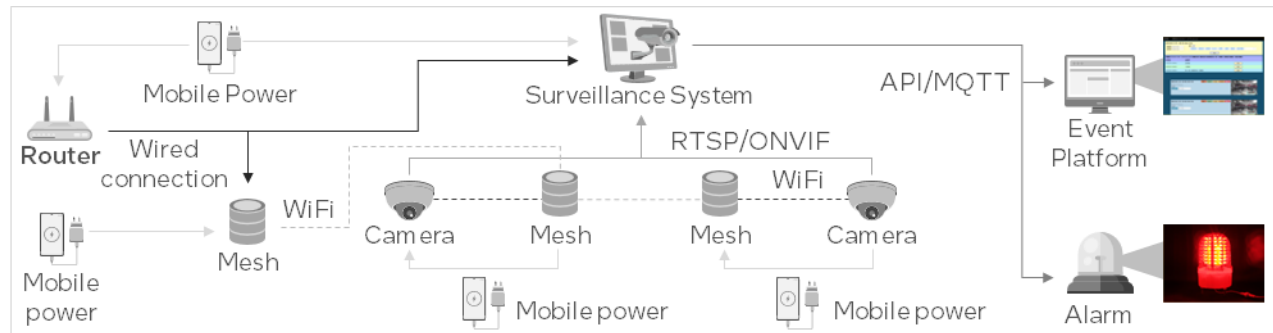 Mobile Power
Surveillance System
API/MQTT
Event
Platform
Router
Wired
connection
RTSP/ONVIF
WiFi
WiFi
Mesh
Camera
Mesh
Mesh
Camera
Mobile
power
Mobile power
Mobile power
Alarm